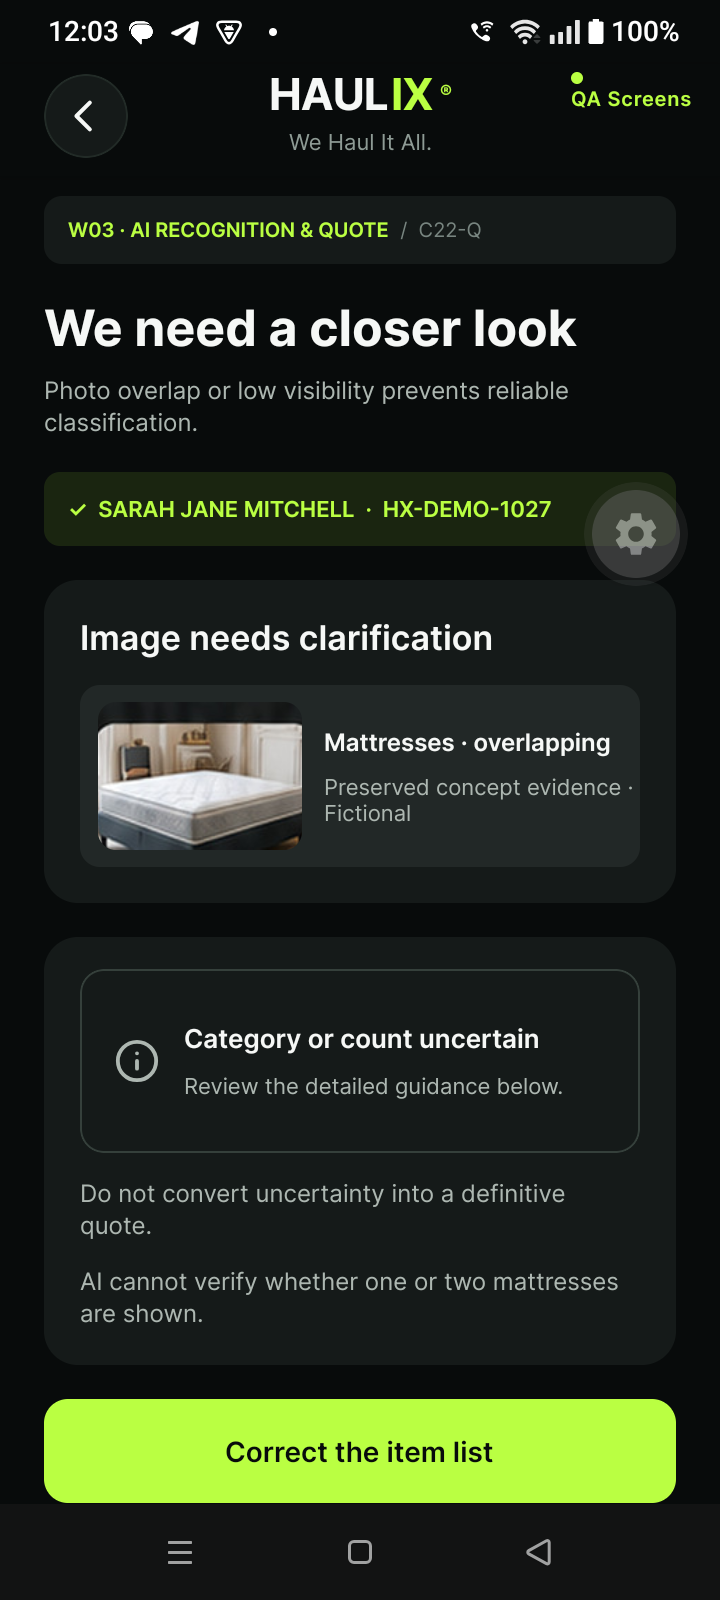 12:03
100%
HAULIX ®
We Haul It All.
QA Screens
W03 · AI RECOGNITION & QUOTE / C22-Q
We need a closer look
Photo overlap or low visibility prevents reliable
classification.
✓ SARAH JANE MITCHELL · HX-DEMO-1027
Image needs clarification
Mattresses · overlapping
Preserved concept evidence ·
Fictional
Category or count uncertain
Review the detailed guidance below.
Do not convert uncertainty into a definitive
quote.
AI cannot verify whether one or two mattresses
are shown.
Correct the item list